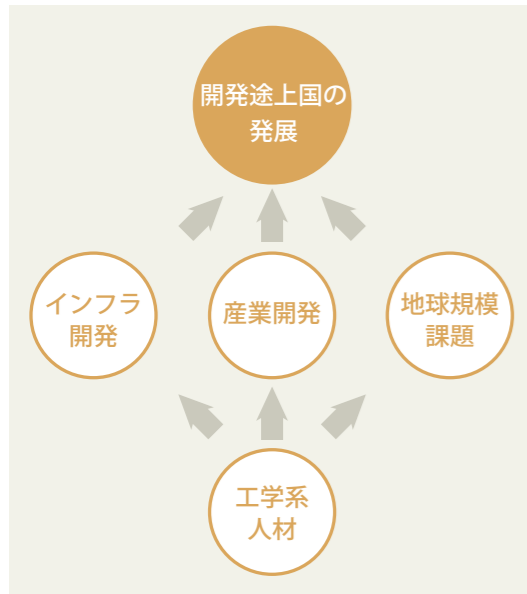 開発途上国の
発展
インフラ
開発
産業開発
地球規模
課題
工学系
人材